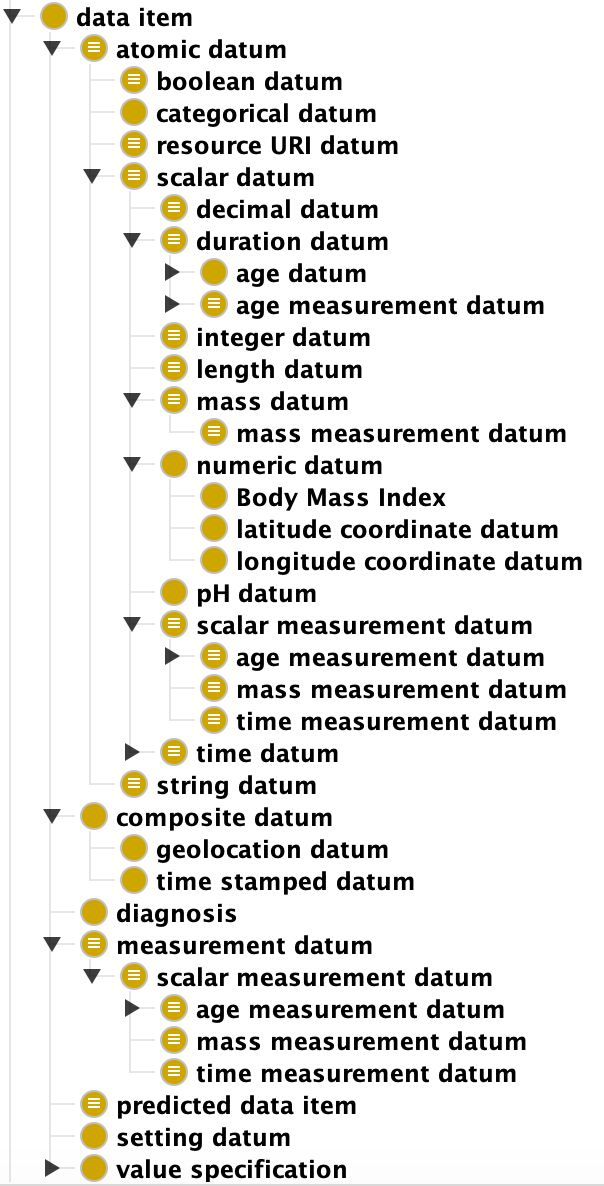 data item
atomic datum
boolean datum
categorical datum
resource URI datum
scalar datum
decimal datum
duration datum
age datum
age measurement datum
integer datum
length datum
mass datum
mass measurement datum
numeric datum
Body Mass Index
latitude coordinate datum
longitude coordinate datum
pH datum
scalar measurement datum
age measurement datum
mass measurement datum
time measurement datum
time datum
string datum
composite datum
geolocation datum
time stamped datum
diagnosis
measurement datum
scalar measurement datum
age measurement datum
mass measurement datum
time measurement datum
predicted data item
setting datum
value specification